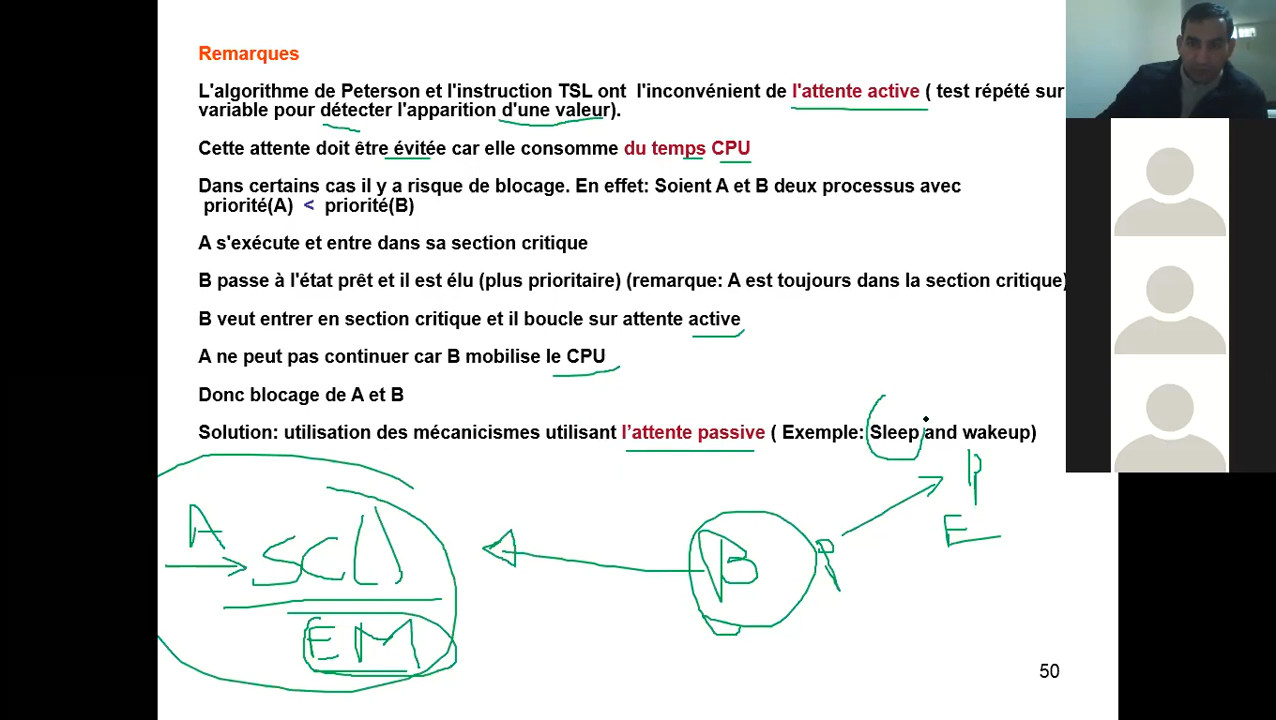 Remarques
L'algorithme de Peterson et l'instruction TSL ont l'inconvénient de l'attente active ( test répété sur
variable pour détecter l'apparition d'une valeur).
Cette attente doit être évitée car elle consomme du temps CPU
Dans certains cas il y a risque de blocage. En effet: Soient A et B deux processus avec
priorité(A) < priorité(B)
A s'exécute et entre dans sa section critique
B passe à l'état prêt et il est élu (plus prioritaire) (remarque: A est toujours dans la section critique)
B veut entrer en section critique et il boucle sur attente active
A ne peut pas continuer car B mobilise le CPU
Donc blocage de A et B
Solution: utilisation des mécanicismes utilisant l'attente passive ( Exemple: Sleep and wakeup)
P
E
A
SC
B
R
EM
50